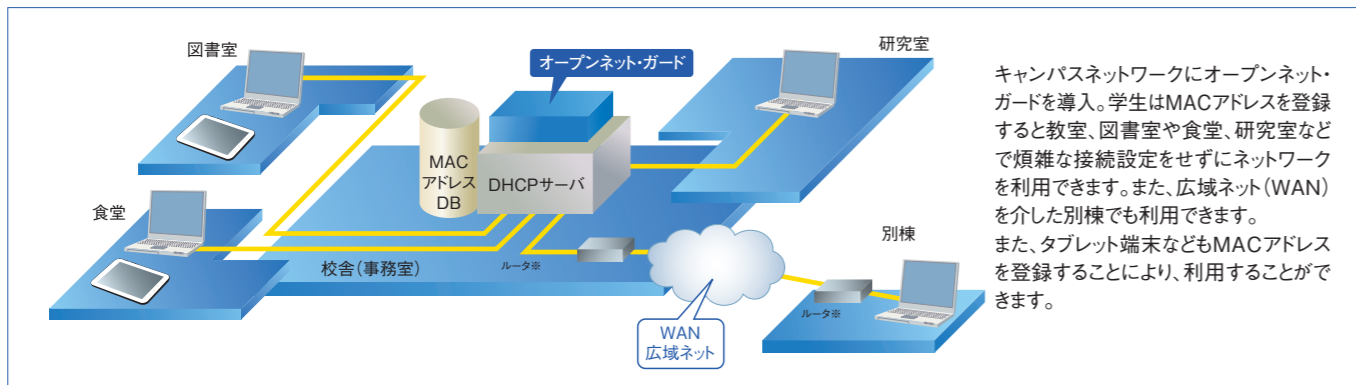 図書室
オープンネット・ガード
研究室
MAC
アドレス
DB
DHCPサーバ
食堂
校舎(事務室)
ルータ※
別棟
ルータ※
WAN
広域ネット
キャンパスネットワークにオープンネット・
ガードを導入。学生はMACアドレスを登録
すると教室、図書室や食堂、研究室など
で煩雑な接続設定をせずにネットワーク
を利用できます。また、広域ネット(WAN)
を介した別棟でも利用できます。
また、タブレット端末などもMACアドレス
を登録することにより、利用することがで
きます。